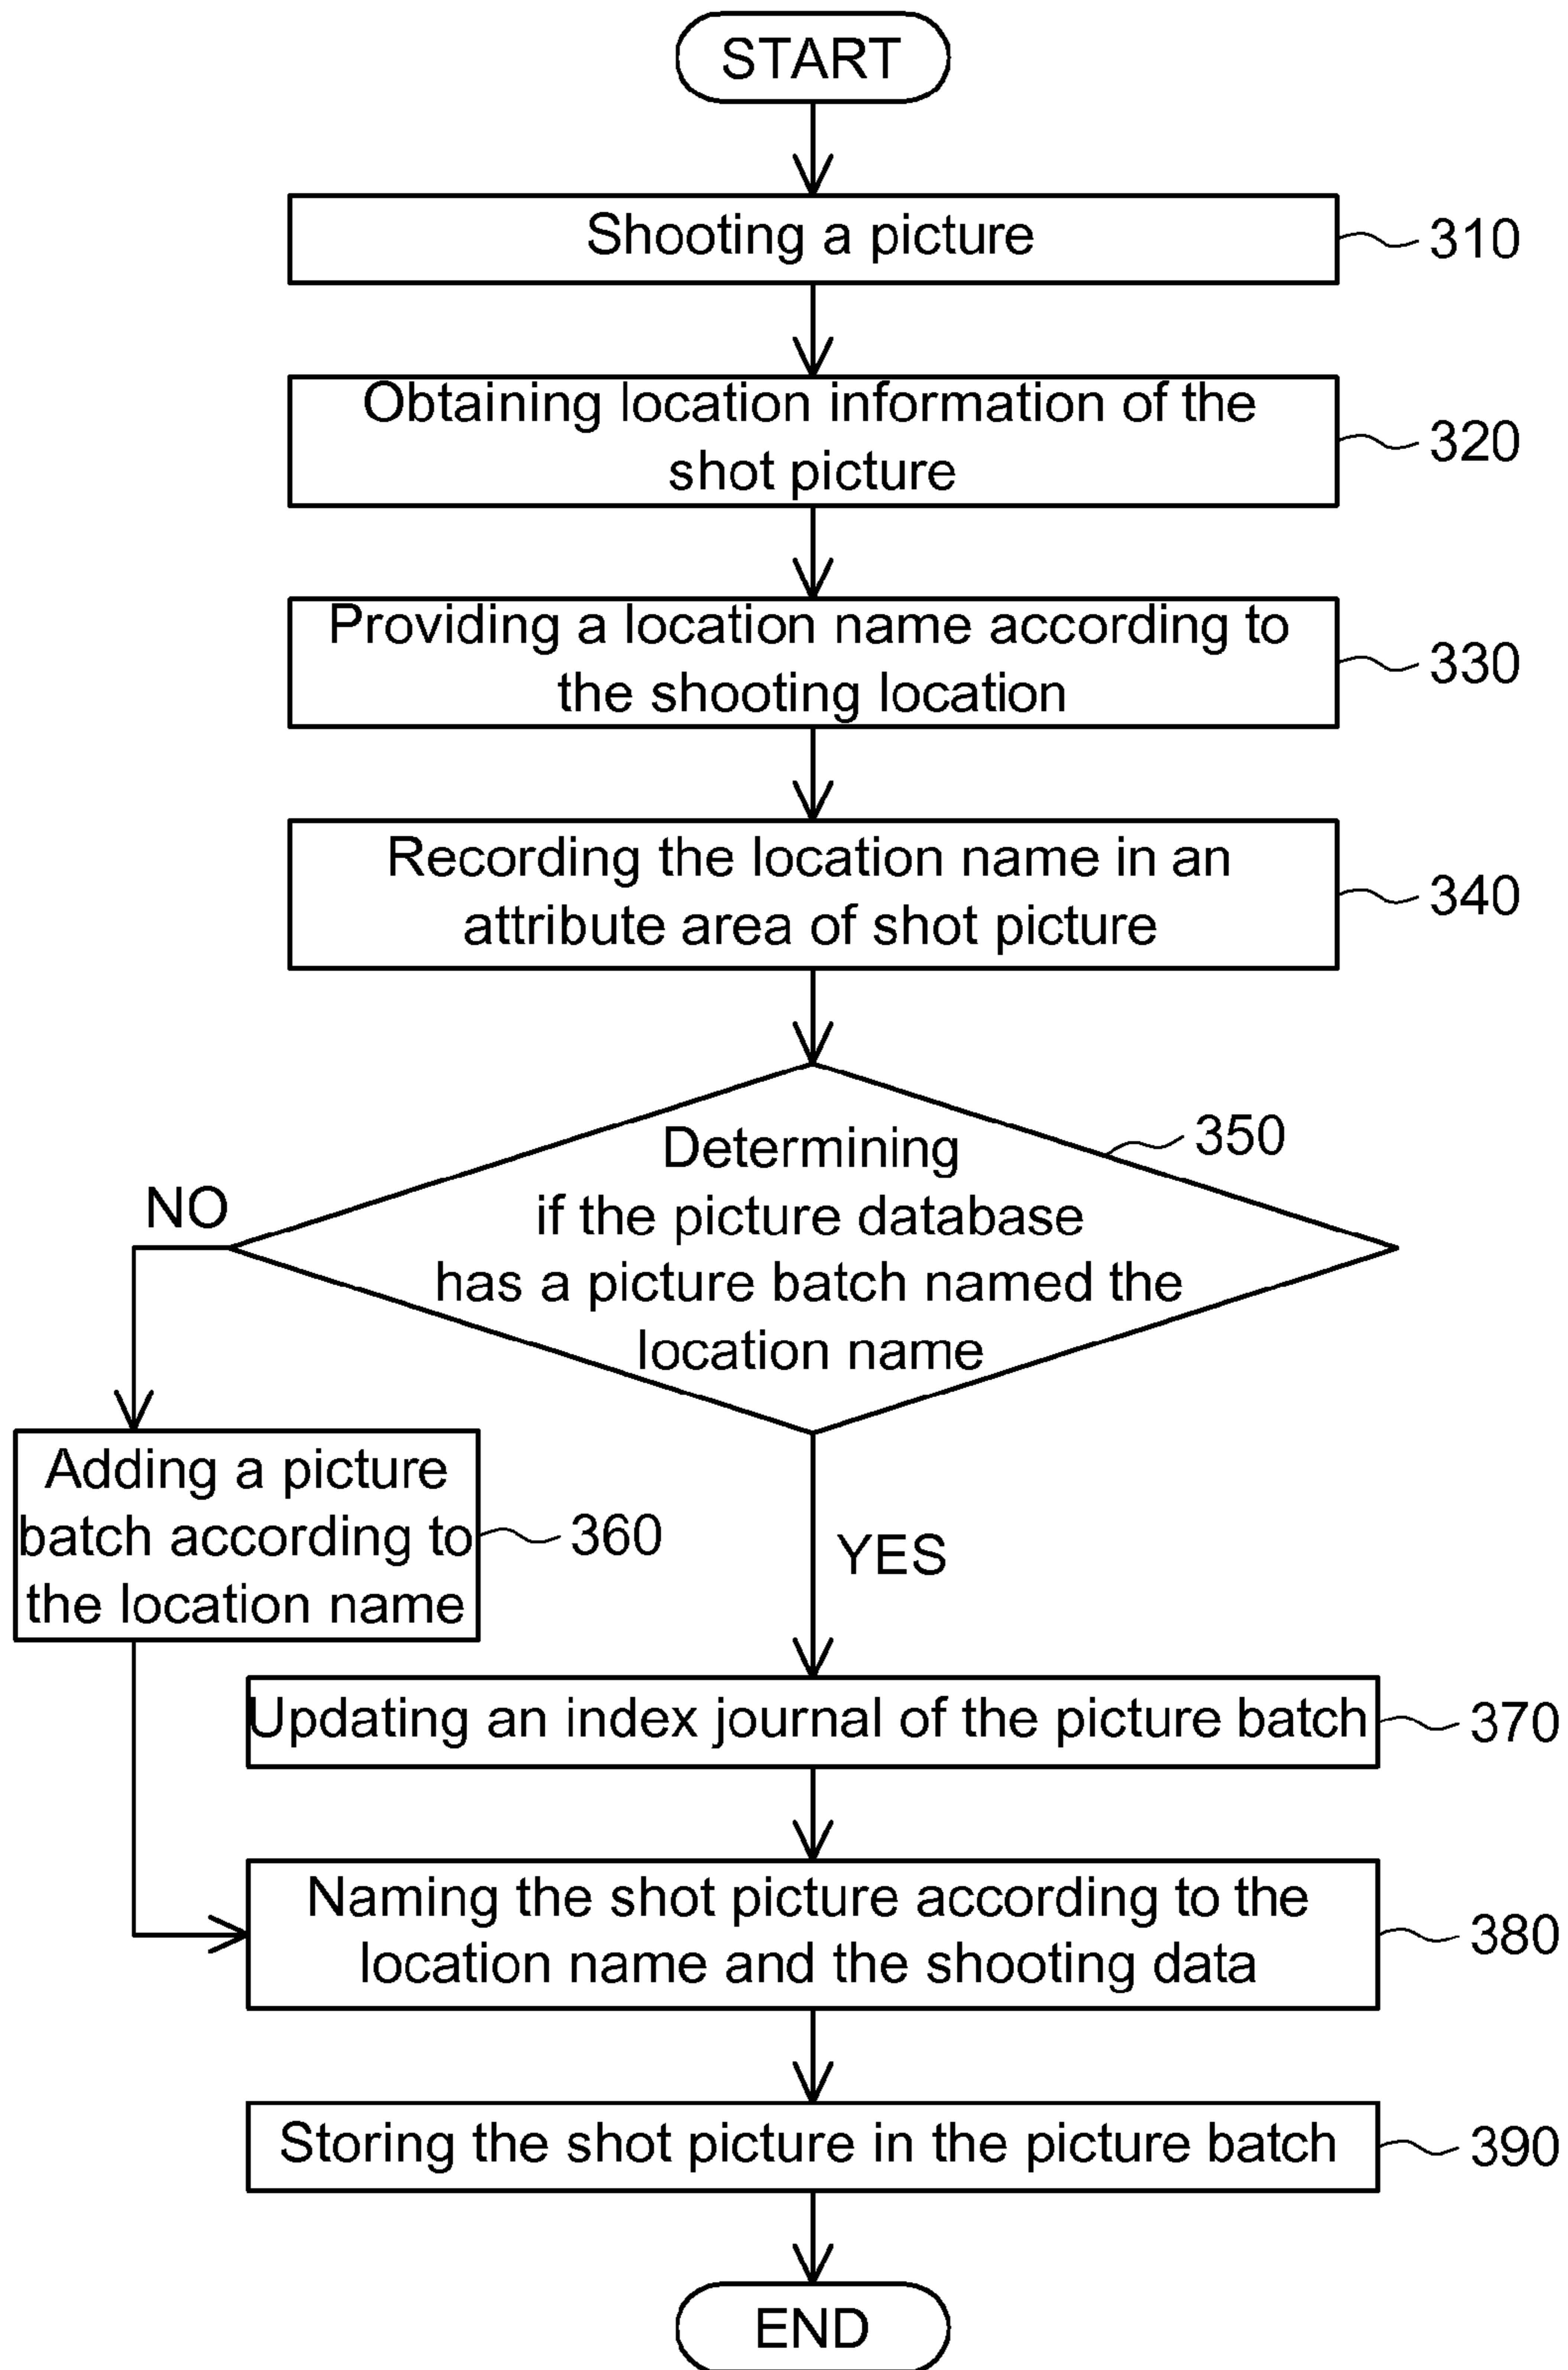 START
Shooting a picture
310
Obtaining location information of the
shot picture
320
Providing a location name according to
the shooting location
330
Recording the location name in an
attribute area of shot picture
340
Determining
if the picture database
has a picture batch named the
location name
350
NO
Adding a picture
batch according to
the location name
360
YES
Updating an index journal of the picture batch
370
Naming the shot picture according to the
location name and the shooting data
380
Storing the shot picture in the picture batch
390
END